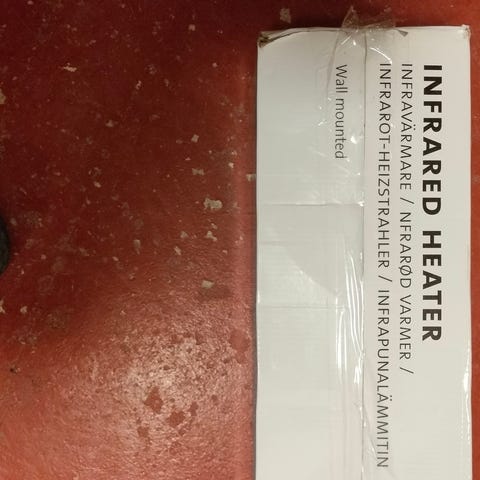 INFRARED HEATER
INFRAVÄRMARE / NFRARØD VARMER /
INFRAROT-HEIZSTRAHLER / INFRAPUNALÄMMITIN
Wall mounted